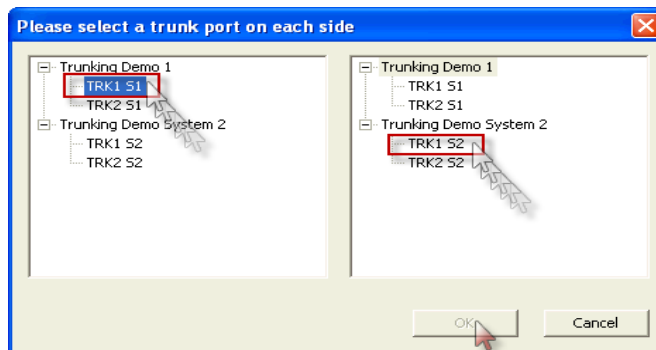 Please select a trunk port on each side
Trunking Demo 1
TRK1 S1
TRK2 S1
Trunking Demo System 2
TRK1 S2
TRK2 S2
Trunking Demo 1
TRK1 S1
TRK2 S1
Trunking Demo System 2
TRK1 S2
TRK2 S2
OK
Cancel